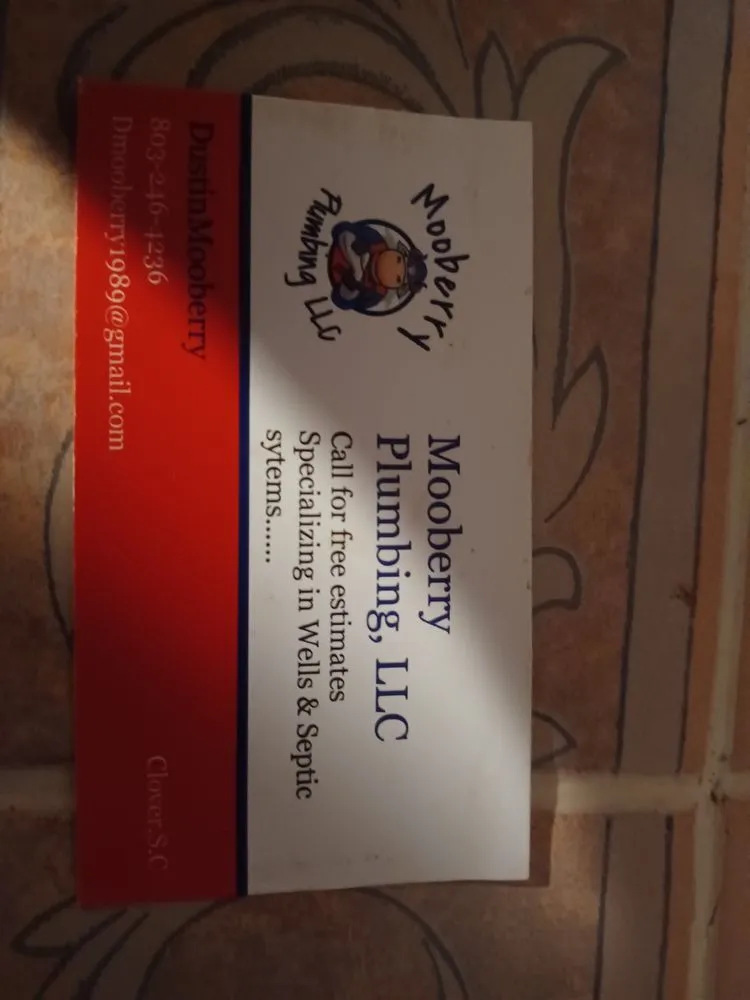 Mooberry
Plumbing LLC
Mooberry
Plumbing, LLC
Call for free estimates
Specializing in Wells & Septic
sytems......
DustinMooberry
803-246-4236
Dmooberry1989@gmail.com
Clover.S.C